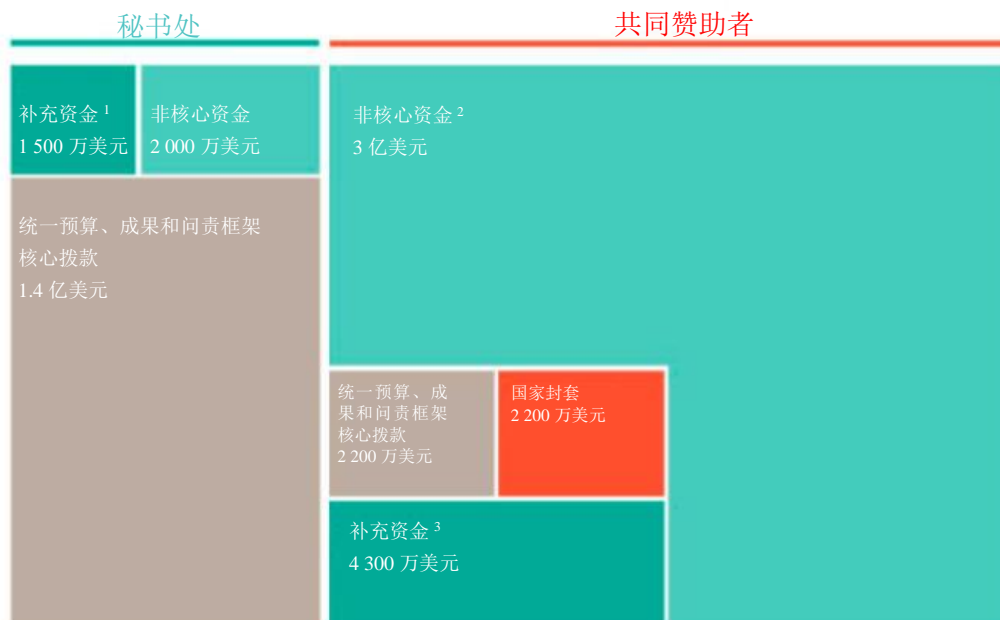 秘书处
共同赞助者
补充资金 1
1 500 万美元
非核心资金
2 000 万美元
非核心资金 2
3 亿美元
统一预算、成果和问责框架
核心拨款
1.4 亿美元
统一预算、成
果和问责框架
核心拨款
2 200 万美元
国家封套
2 200 万美元
补充资金 3
4 300 万美元